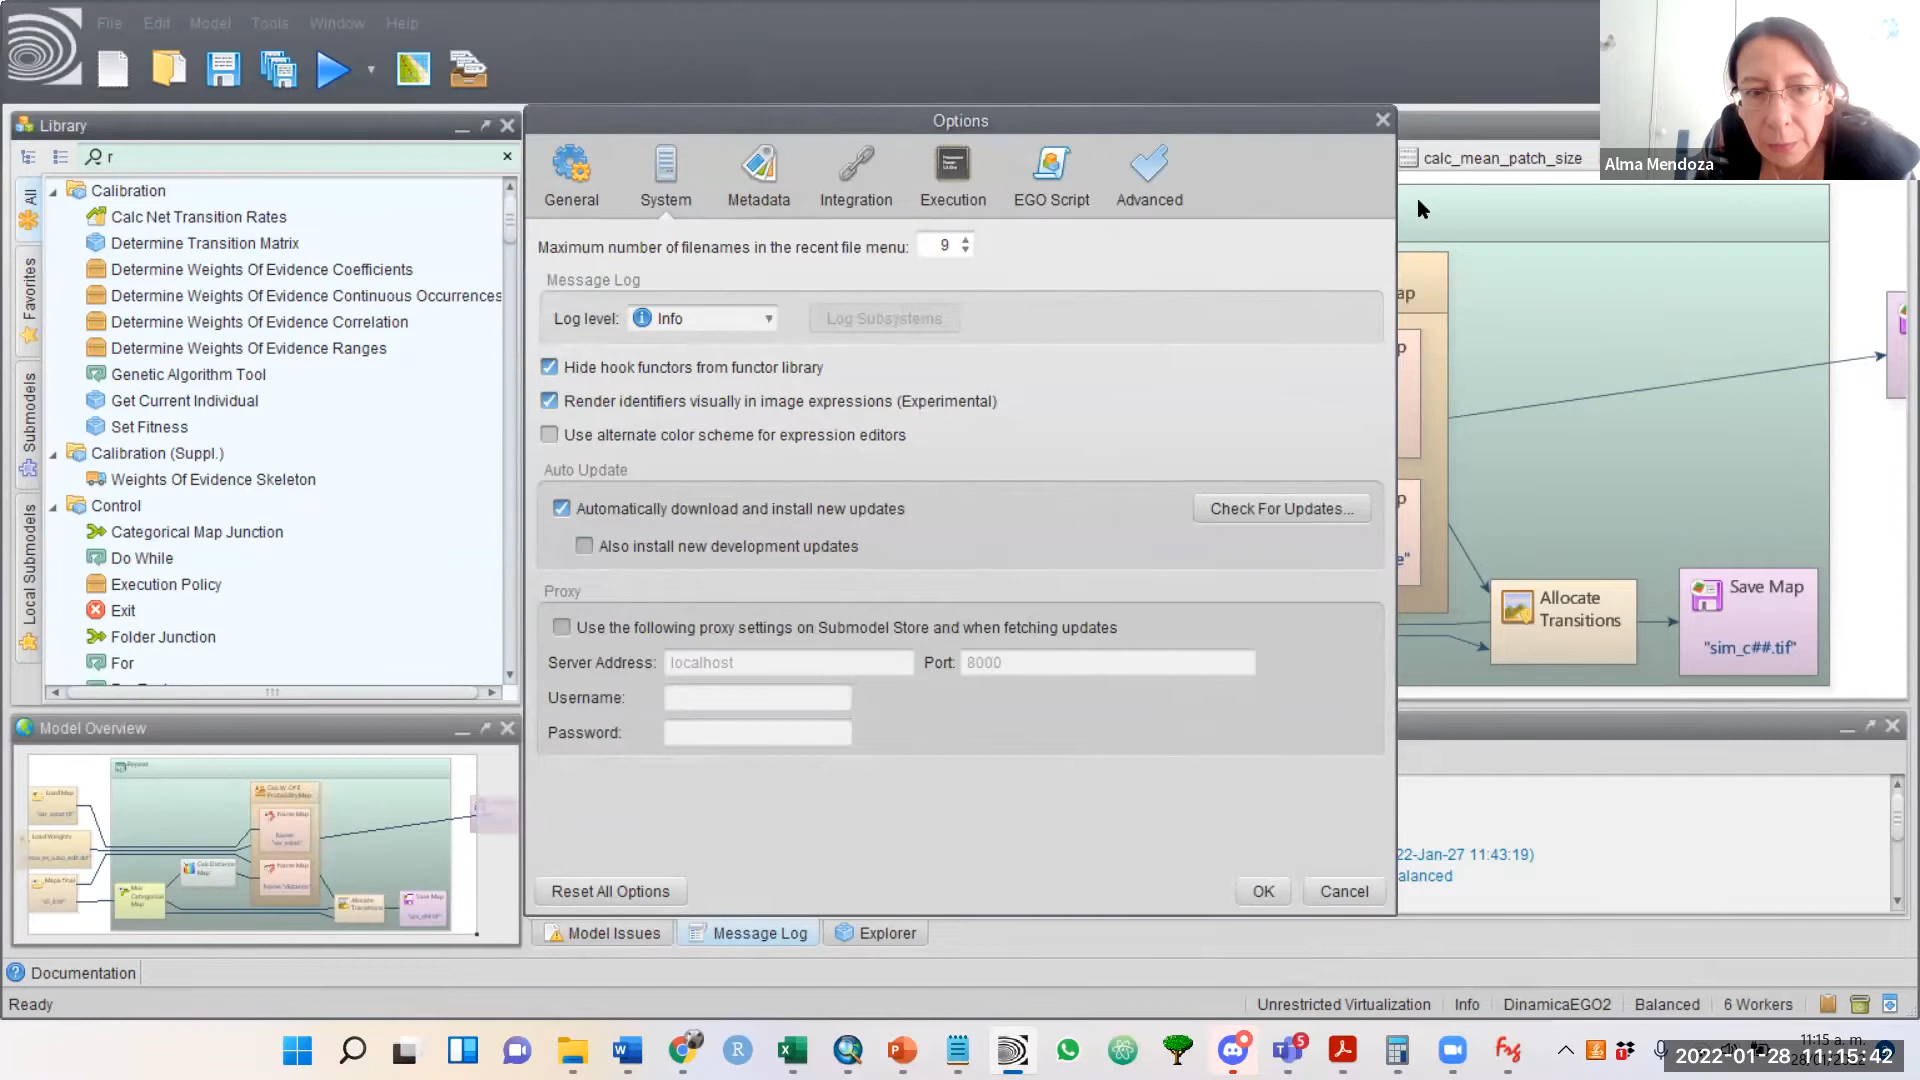 File Edit Model Tools Window Help
Library
r
All
Favorites
Submodels
Local Submodels
Calibration
Calc Net Transition Rates
Determine Transition Matrix
Determine Weights Of Evidence Coefficients
Determine Weights Of Evidence Continuous Occurrences
Determine Weights Of Evidence Correlation
Determine Weights Of Evidence Ranges
Genetic Algorithm Tool
Get Current Individual
Set Fitness
Calibration (Suppl.)
Weights Of Evidence Skeleton
Control
Categorical Map Junction
Do While
Execution Policy
Exit
Folder Junction
For
Options
General System Metadata Integration Execution EGO Script Advanced
Maximum number of filenames in the recent file menu: 9
Message Log
Log level: Info Log Subsystems
Hide hook functors from functor library
Render identifiers visually in image expressions (Experimental)
Use alternate color scheme for expression editors
Auto Update
Automatically download and install new updates Check For Updates...
Also install new development updates
Proxy
Use the following proxy settings on Submodel Store and when fetching updates
Server Address: localhost Port: 8000
Username:
Password:
Reset All Options OK Cancel
calc_mean_patch_size
Alma Mendoza
ap
p
p
e"
Allocate
Transitions
Save Map
"sim_c##.tif"
22-Jan-27 11:43:19)
alanced
Model Overview
Repeat
Model Issues Message Log Explorer
Documentation
Ready
Unrestricted Virtualization Info DinamicaEGO2 Balanced 6 Workers
11:15 a. m.
2022-01-28 11:15:42